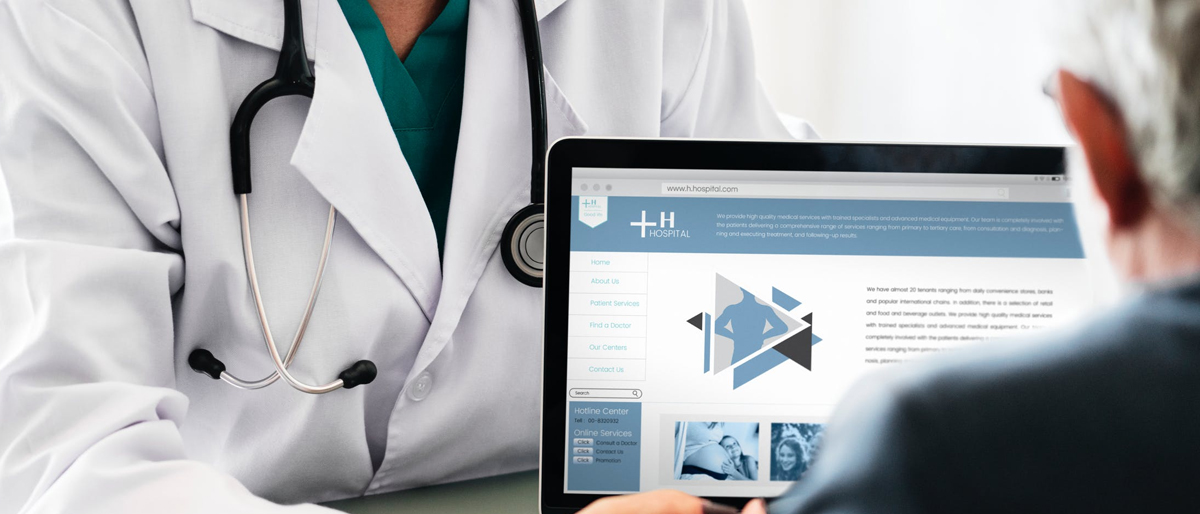 www.h.hospital.com
H
HOSPITAL
H
HOSPITAL
We provide high quality medical services with trained specialists and advanced medical equipment. Our team is completely involved with
the patients delivering a comprehensive range of services ranging from primary to tertiary care, from consultation and diagnosis, plan-
ning and executing treatment, and following-up results.
Home
About Us
Patient Services
Find a Doctor
Our Centers
Contact Us
Search
Hotline Center
Online Services
Click Consult a Doctor
Click Contact Us
Click Promotion
We have almost 20 tenants ranging from daily convenience stores, banks
and popular international chains. In addition, there is a selection of retail
and food and beverage outlets. We provide high quality medical services
with trained specialists and advanced medical equipment. Our
completely involved with the patients delivering
services ranging from